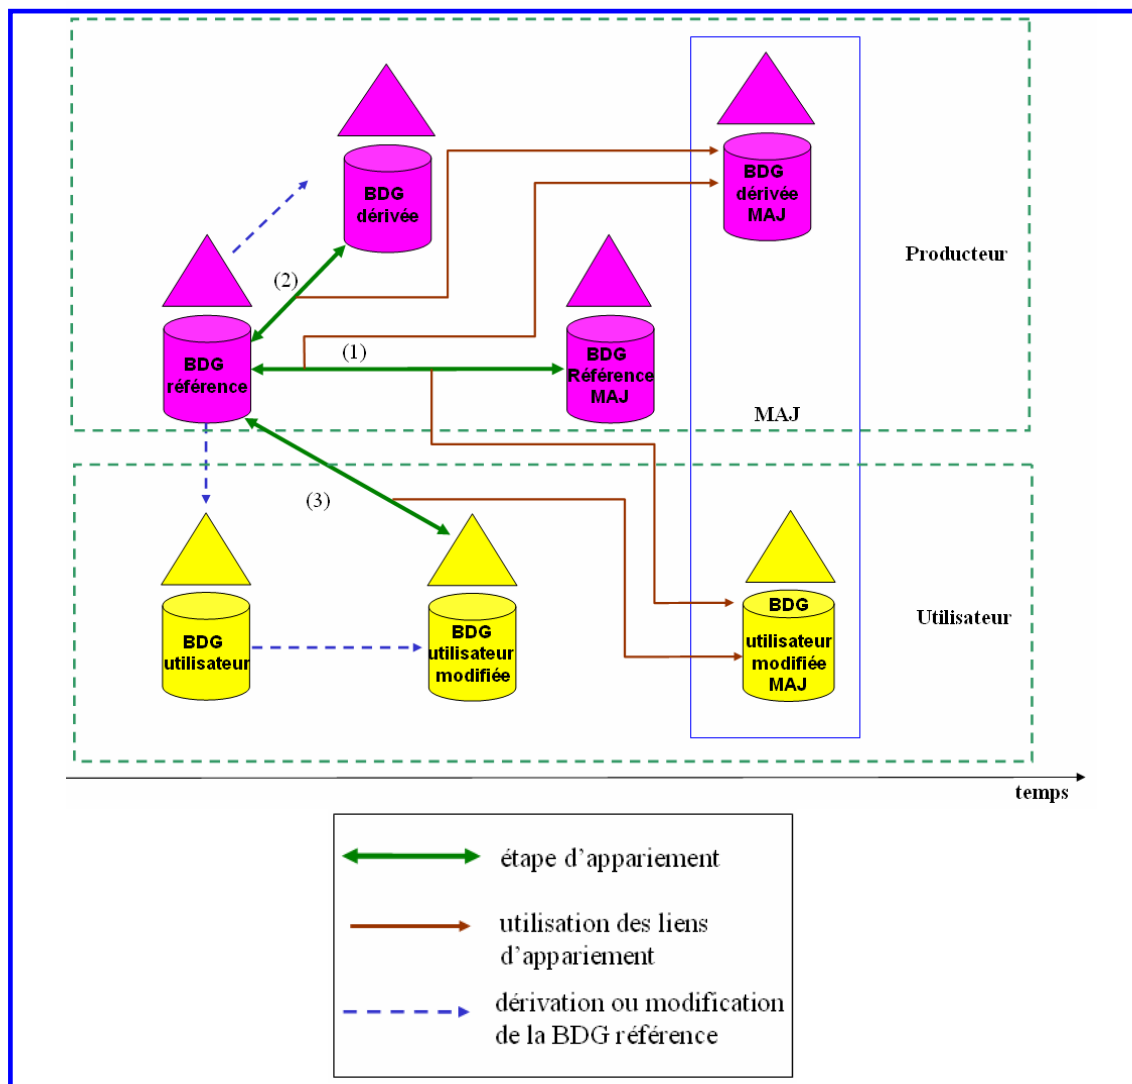 BDG
dérivée
BDG
dérivée
MAJ
Producteur
(2)
BDG
référence
(1)
BDG
Référence
MAJ
MAJ
(3)
BDG
utilisateur
BDG
utilisateur
modifiée
BDG
utilisateur
modifiée
MAJ
Utilisateur
temps
étape d’appariement
utilisation des liens
d’appariement
dérivation ou modification
de la BDG référence